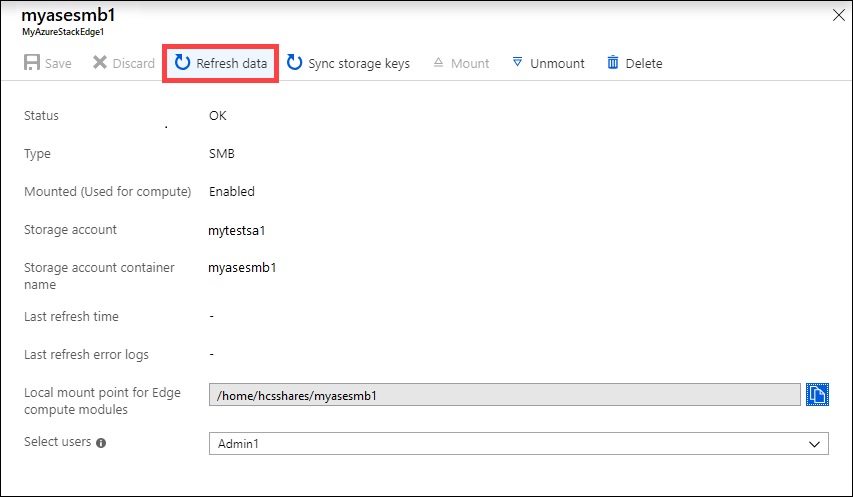 myasesmb1
MyAzureStackEdge1
Save Discard Refresh data Sync storage keys Mount Unmount Delete
Status OK
Type SMB
Mounted (Used for compute) Enabled
Storage account mytestsa1
Storage account container name myasesmb1
Last refresh time -
Last refresh error logs -
Local mount point for Edge compute modules /home/hcsshares/myasesmb1
Select users Admin1